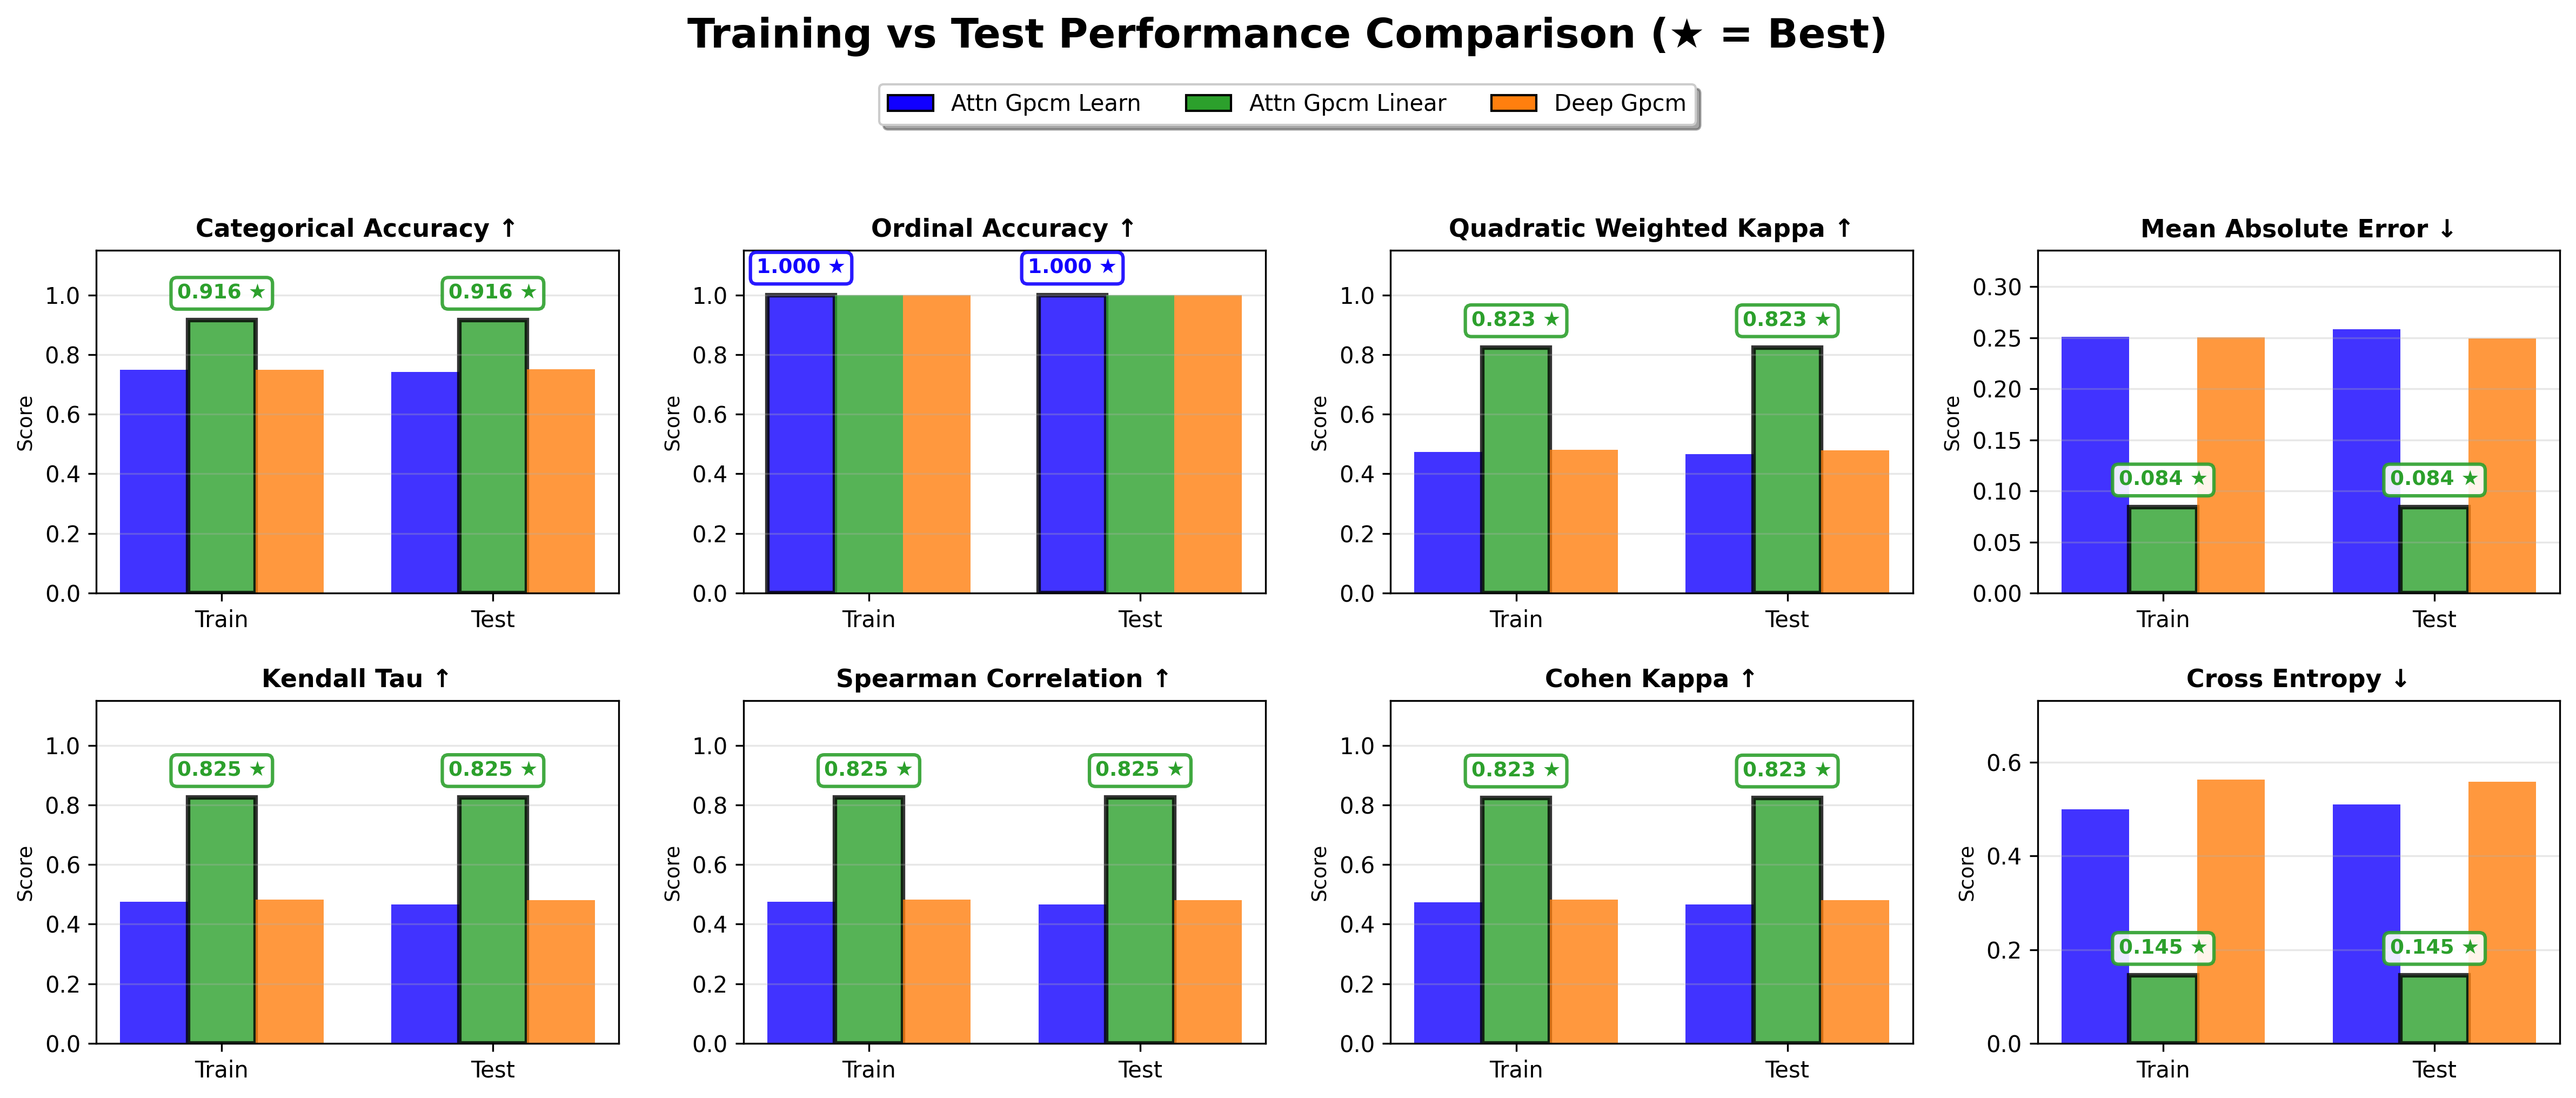 Training vs Test Performance Comparison (★ = Best)
Attn Gpcm Learn Attn Gpcm Linear Deep Gpcm
Categorical Accuracy ↑
Score
1.0
0.8
0.6
0.4
0.2
0.0
0.916 ★
0.916 ★
Train Test
Ordinal Accuracy ↑
Score
1.0
0.8
0.6
0.4
0.2
0.0
1.000 ★
1.000 ★
Train Test
Quadratic Weighted Kappa ↑
Score
1.0
0.8
0.6
0.4
0.2
0.0
0.823 ★
0.823 ★
Train Test
Mean Absolute Error ↓
Score
0.30
0.25
0.20
0.15
0.10
0.05
0.00
0.084 ★
0.084 ★
Train Test
Kendall Tau ↑
Score
1.0
0.8
0.6
0.4
0.2
0.0
0.825 ★
0.825 ★
Train Test
Spearman Correlation ↑
Score
1.0
0.8
0.6
0.4
0.2
0.0
0.825 ★
0.825 ★
Train Test
Cohen Kappa ↑
Score
1.0
0.8
0.6
0.4
0.2
0.0
0.823 ★
0.823 ★
Train Test
Cross Entropy ↓
Score
0.6
0.4
0.2
0.0
0.145 ★
0.145 ★
Train Test